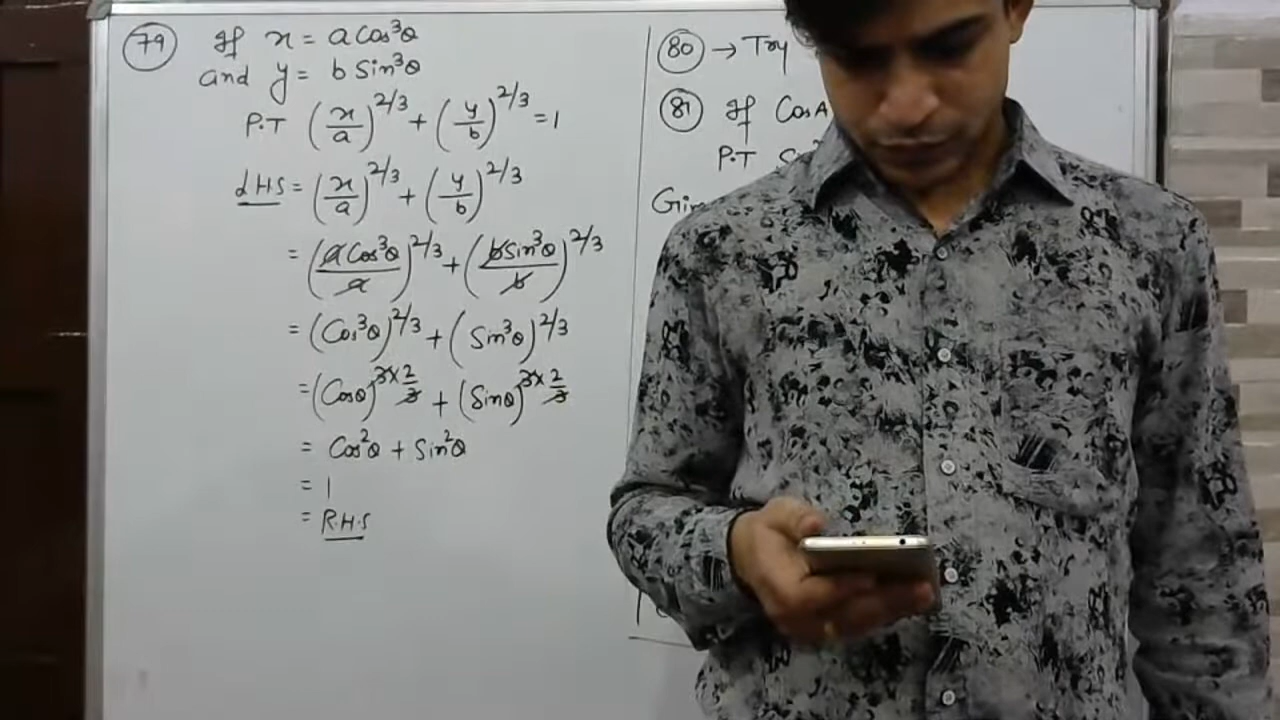 79 If x = a Cos³θ
and y = b Sin³θ
P.T (x/a)^2/3 + (y/b)^2/3 = 1
LHS = (x/a)^2/3 + (y/b)^2/3
= (a Cos³θ/a)^2/3 + (b Sin³θ/b)^2/3
= (Cos³θ)^2/3 + (Sin³θ)^2/3
= (Cosθ)^3×2/3 + (Sinθ)^3×2/3
= Cos²θ + Sin²θ
= 1
= R.H.S
80 → Try
81 If Cos A
P.T